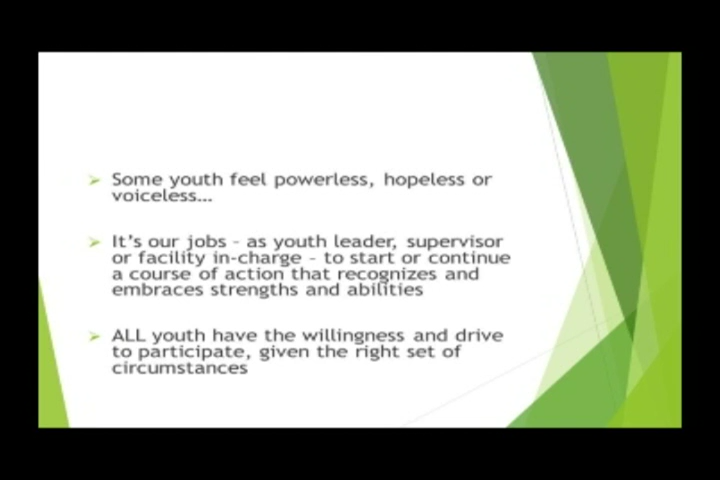 Some youth feel powerless, hopeless or
voiceless…
It's our jobs – as youth leader, supervisor
or facility in-charge – to start or continue
a course of action that recognizes and
embraces strengths and abilities
ALL youth have the willingness and drive
to participate, given the right set of
circumstances